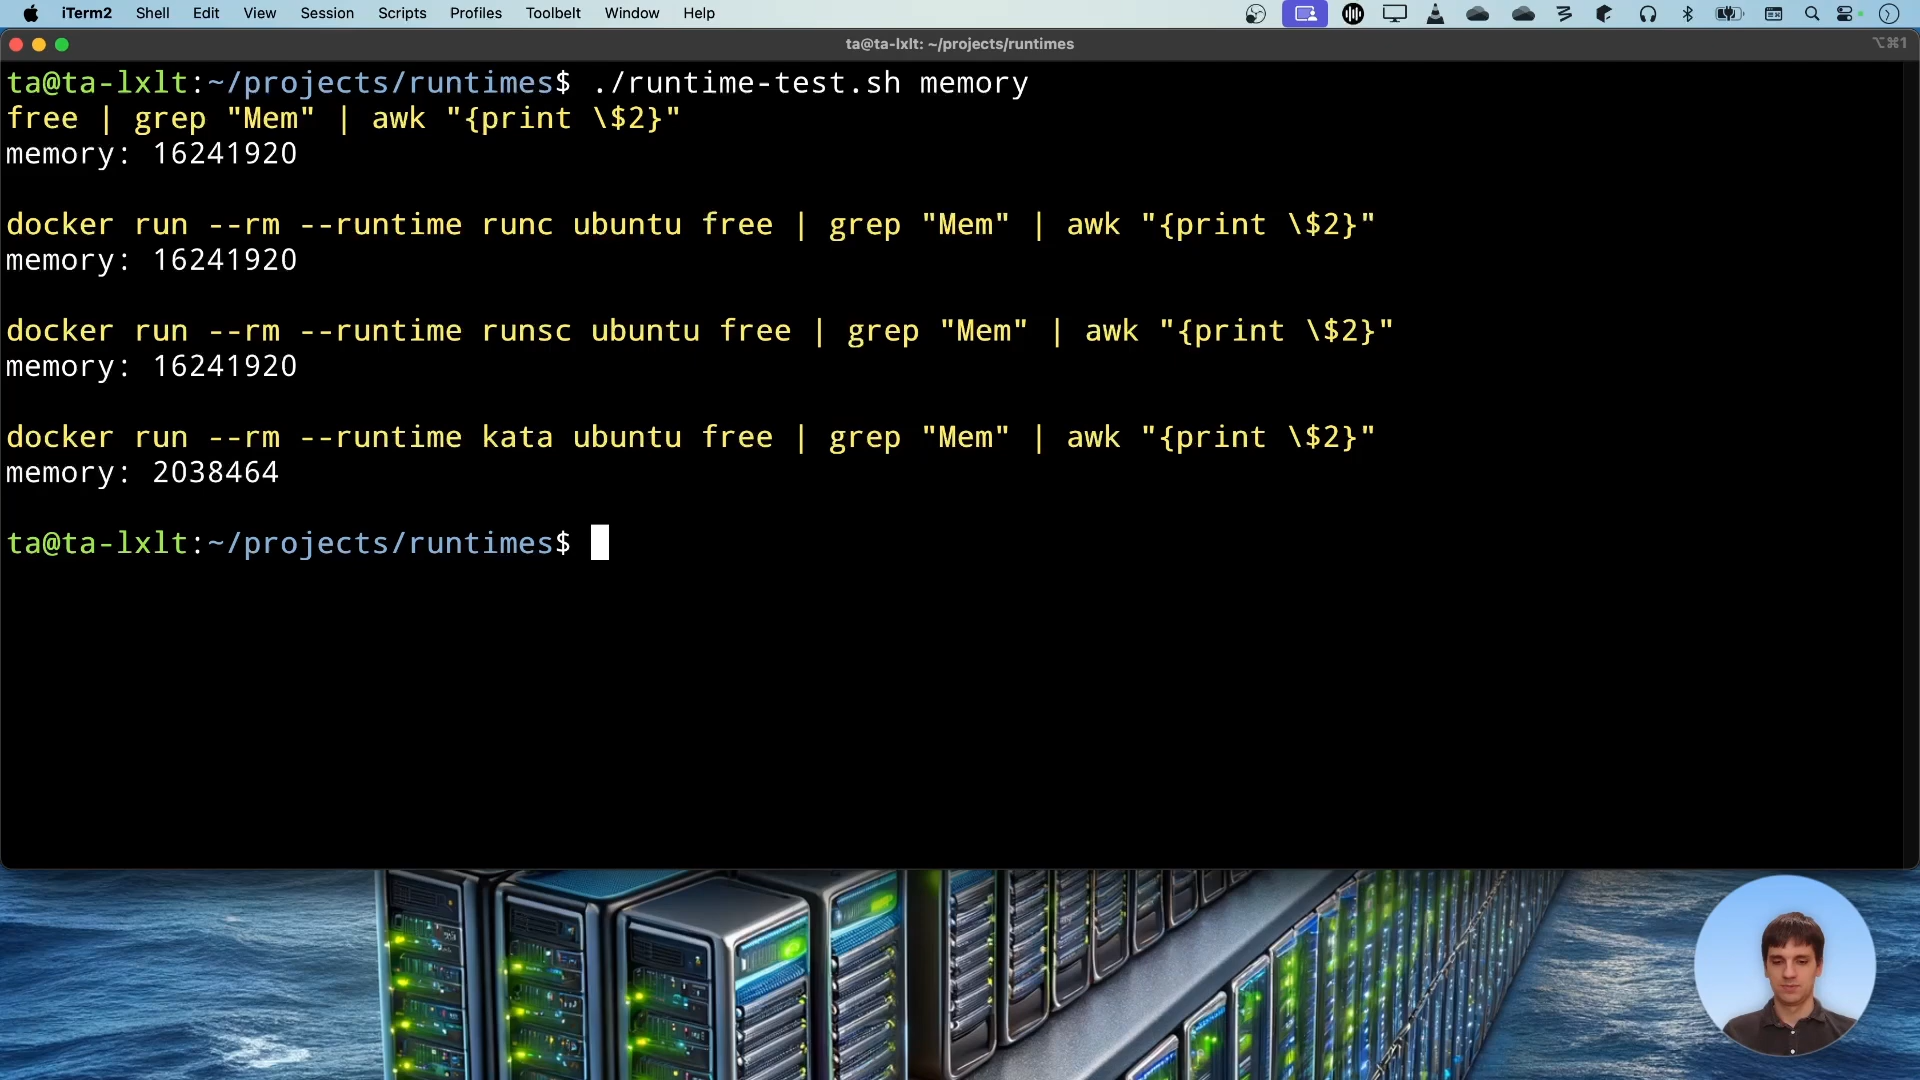 iTerm2 Shell Edit View Session Scripts Profiles Toolbelt Window Help
ta@ta-lxlt: ~/projects/runtimes
⌥⌘1
ta@ta-lxlt:~/projects/runtimes$ ./runtime-test.sh memory
free | grep "Mem" | awk "{print \$2}"
memory: 16241920
docker run --rm --runtime runc ubuntu free | grep "Mem" | awk "{print \$2}"
memory: 16241920
docker run --rm --runtime runsc ubuntu free | grep "Mem" | awk "{print \$2}"
memory: 16241920
docker run --rm --runtime kata ubuntu free | grep "Mem" | awk "{print \$2}"
memory: 2038464
ta@ta-lxlt:~/projects/runtimes$